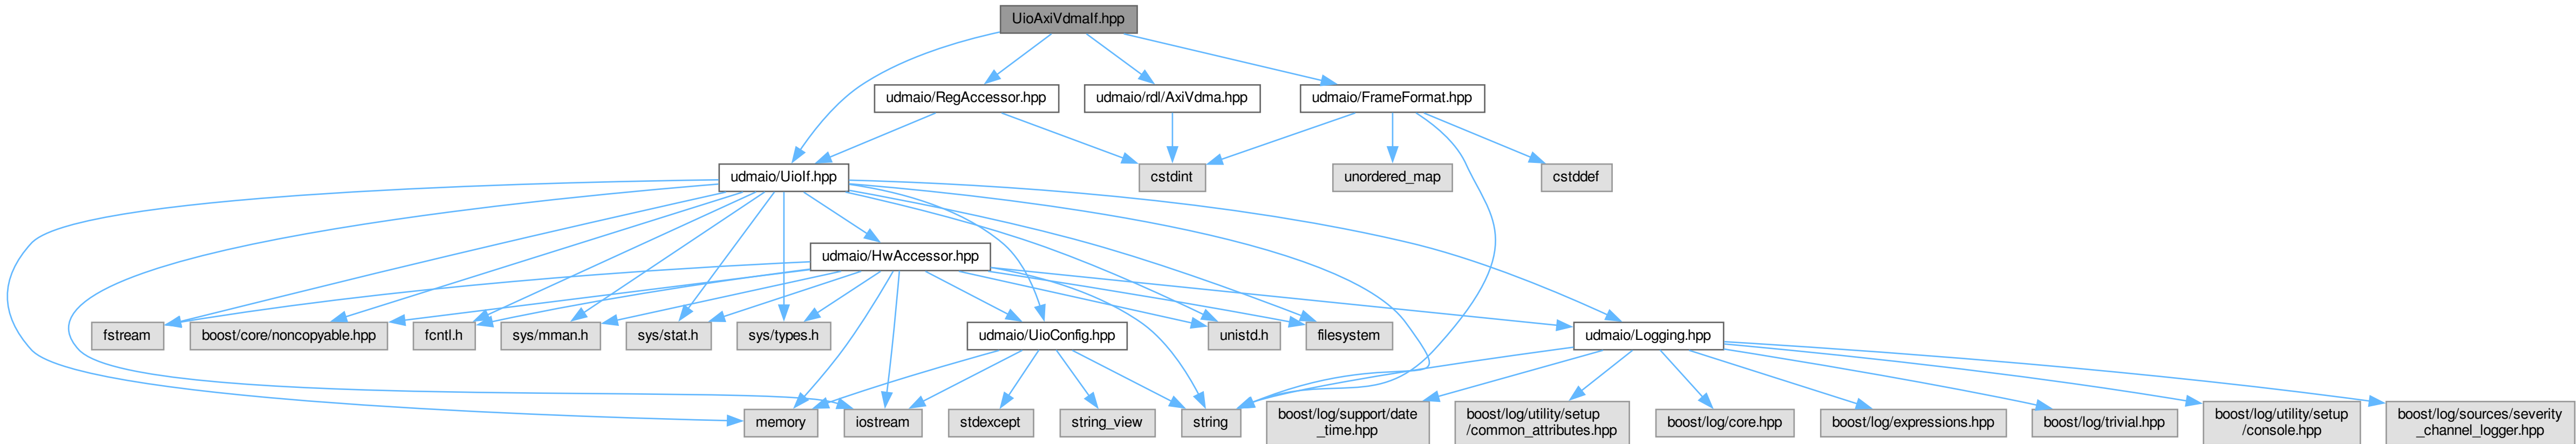 UioAxiVdmaIf.hpp
udmaio/RegAccessor.hpp
udmaio/rdl/AxiVdma.hpp
udmaio/FrameFormat.hpp
udmaio/UioIf.hpp
cstdint
unordered_map
cstddef
udmaio/HwAccessor.hpp
fstream
boost/core/noncopyable.hpp
fcntl.h
sys/mman.h
sys/stat.h
sys/types.h
udmaio/UioConfig.hpp
unistd.h
filesystem
udmaio/Logging.hpp
memory
iostream
stdexcept
string_view
string
boost/log/support/date
_time.hpp
boost/log/utility/setup
/common_attributes.hpp
boost/log/core.hpp
boost/log/expressions.hpp
boost/log/trivial.hpp
boost/log/utility/setup
/console.hpp
boost/log/sources/severity
_channel_logger.hpp